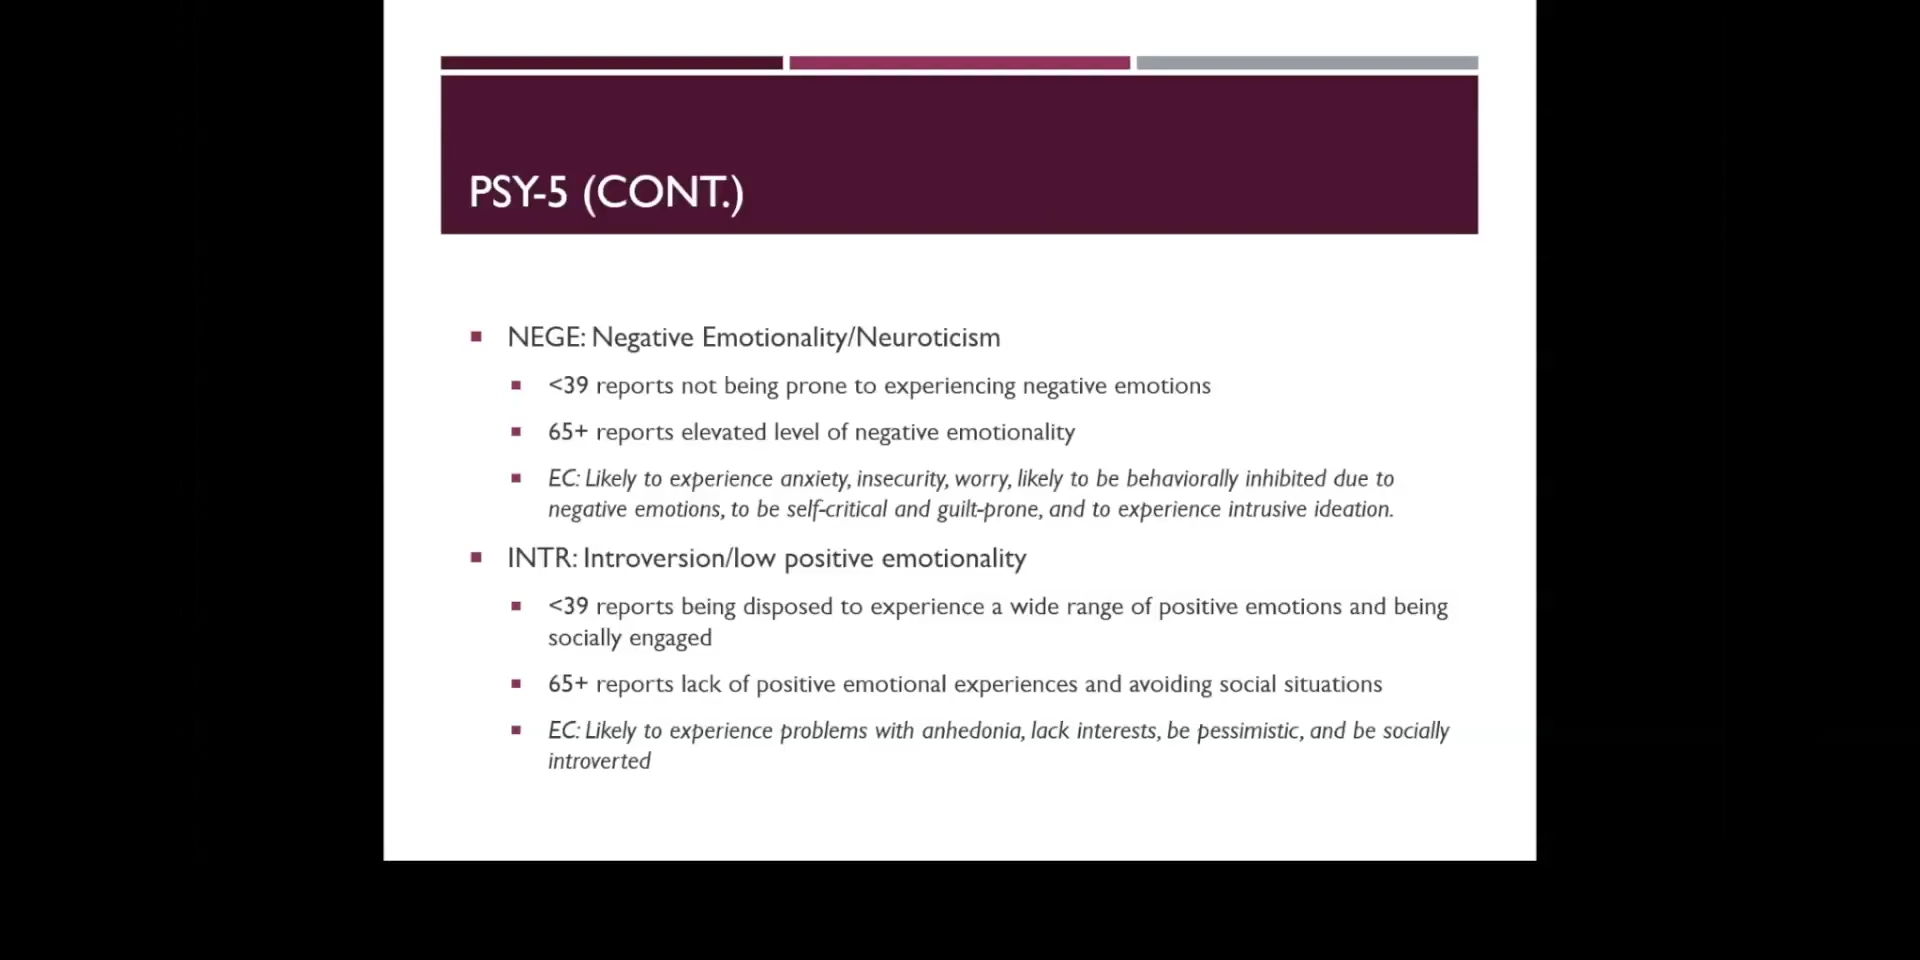 PSY-5 (CONT.)
NEGE: Negative Emotionality/Neuroticism
<39 reports not being prone to experiencing negative emotions
65+ reports elevated level of negative emotionality
EC: Likely to experience anxiety, insecurity, worry, likely to be behaviorally inhibited due to
negative emotions, to be self-critical and guilt-prone, and to experience intrusive ideation.
INTR: Introversion/low positive emotionality
<39 reports being disposed to experience a wide range of positive emotions and being
socially engaged
65+ reports lack of positive emotional experiences and avoiding social situations
EC: Likely to experience problems with anhedonia, lack interests, be pessimistic, and be socially
introverted